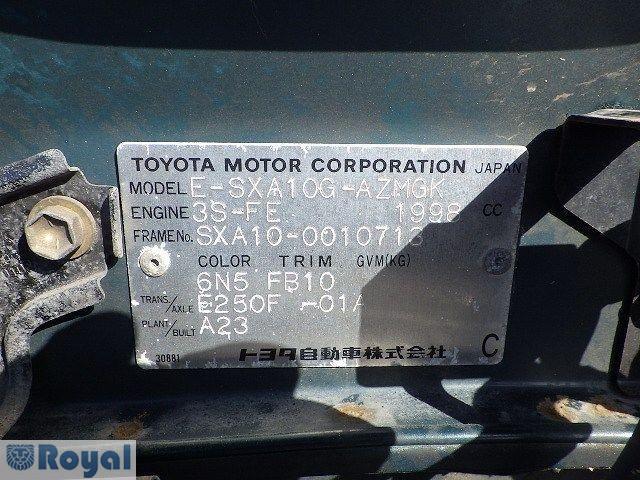 TOYOTA MOTOR CORPORATION JAPAN
MODEL E-SXA10G-AZMGK
ENGINE 3S-FE 1998 CC
FRAME No. SXA10-0010713
COLOR TRIM GVM(KG)
6N5 FB10
TRANS/AXLE E250F -01A
PLANT/BUILT A23
30881 トヨタ自動車株式会社 C
Royal